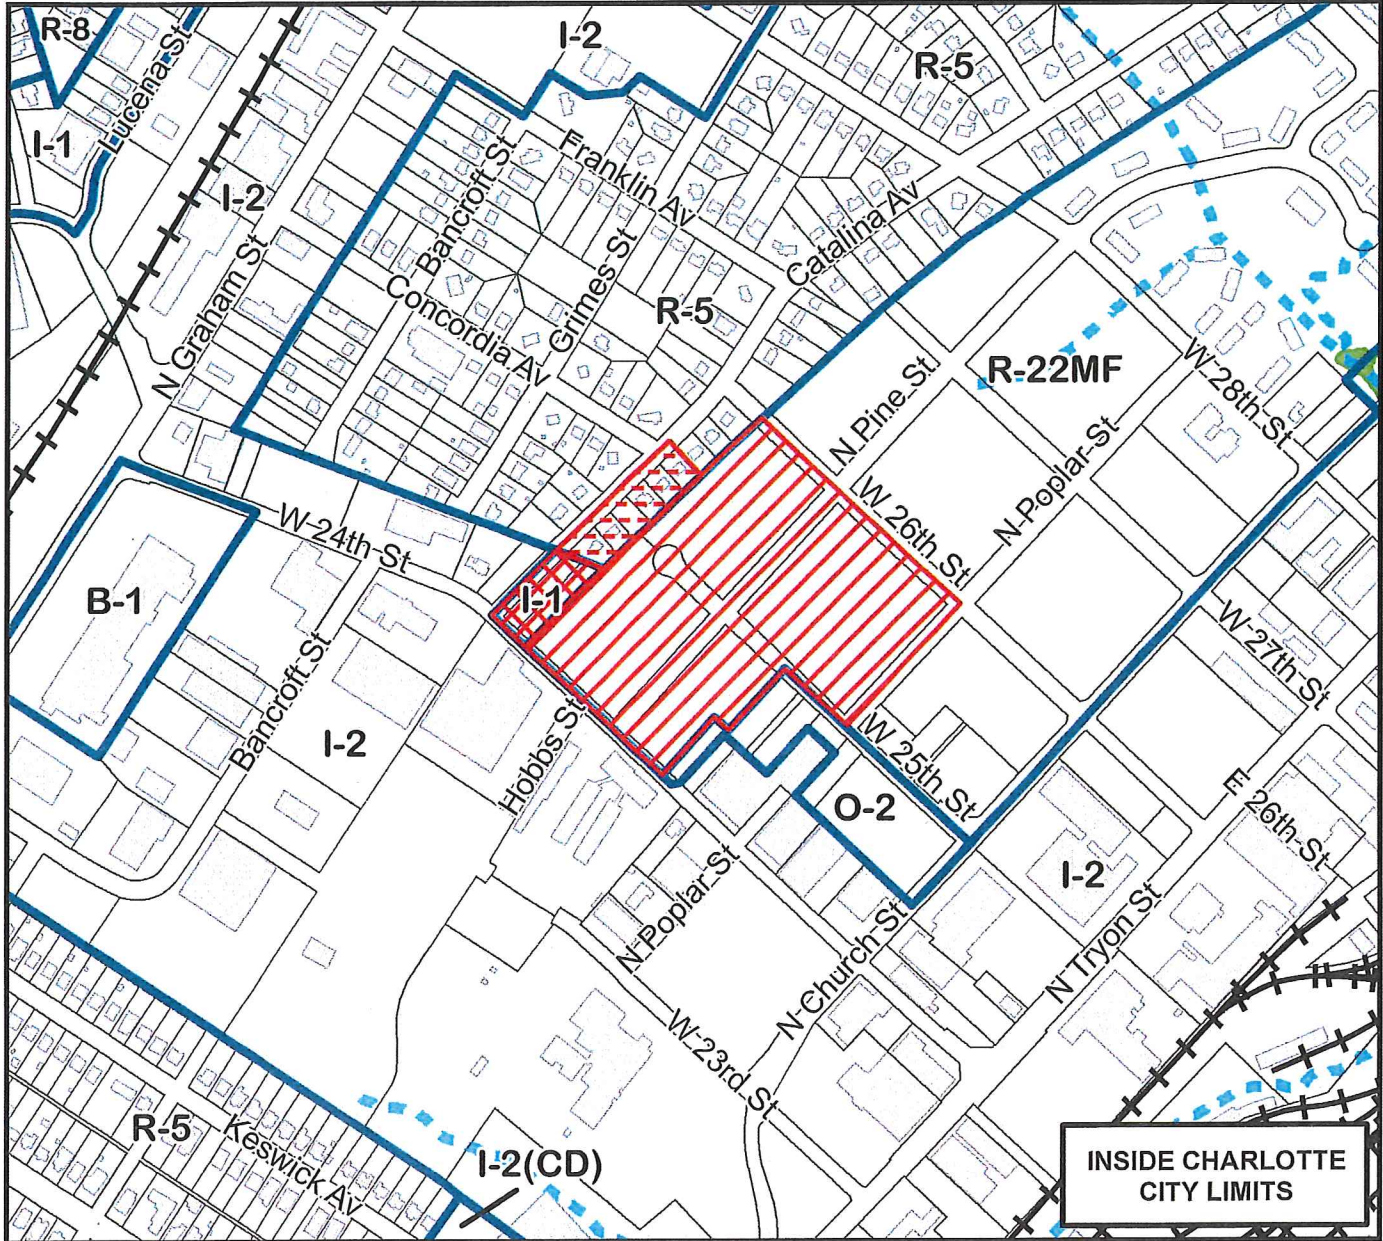 R-8
I-2
R-5
Lucema St
I-1
I-2
Bancroft St
Franklin Av
Catalina Av
N Graham St
Concordia Av
Grimes St
R-5
N Pine St
R-22MF
W 28th St
N Poplar St
W 26th St
W 24th St
B-1
I-1
W 27th St
Bancroft St
I-2
Hobbs St
W 25th St
O-2
E 26th St
I-2
N Poplar St
N Church St
N Tryon St
W 23rd St
R-5
Keswick Av
I-2(CD)
INSIDE CHARLOTTE
CITY LIMITS